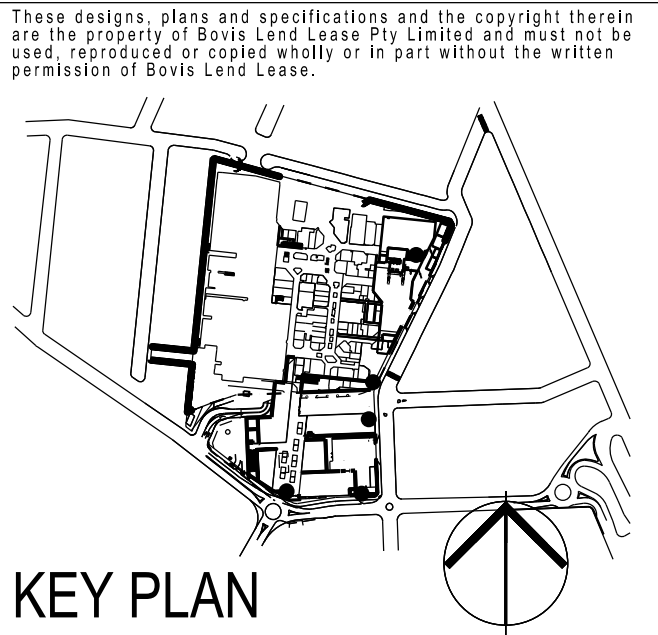 These designs, plans and specifications and the copyright therein
are the property of Bovis Lend Lease Pty Limited and must not be
used, reproduced or copied wholly or in part without the written
permission of Bovis Lend Lease.
KEY PLAN